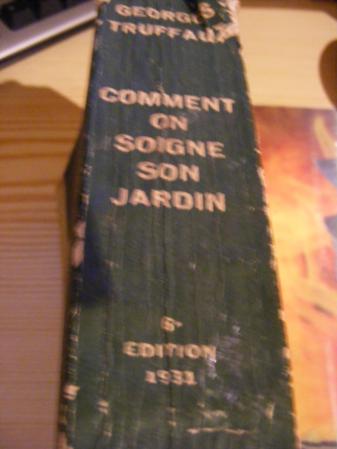 GEORGES
TRUFFAUT
COMMENT
ON
SOIGNE
SON
JARDIN
6e
EDITION
1931